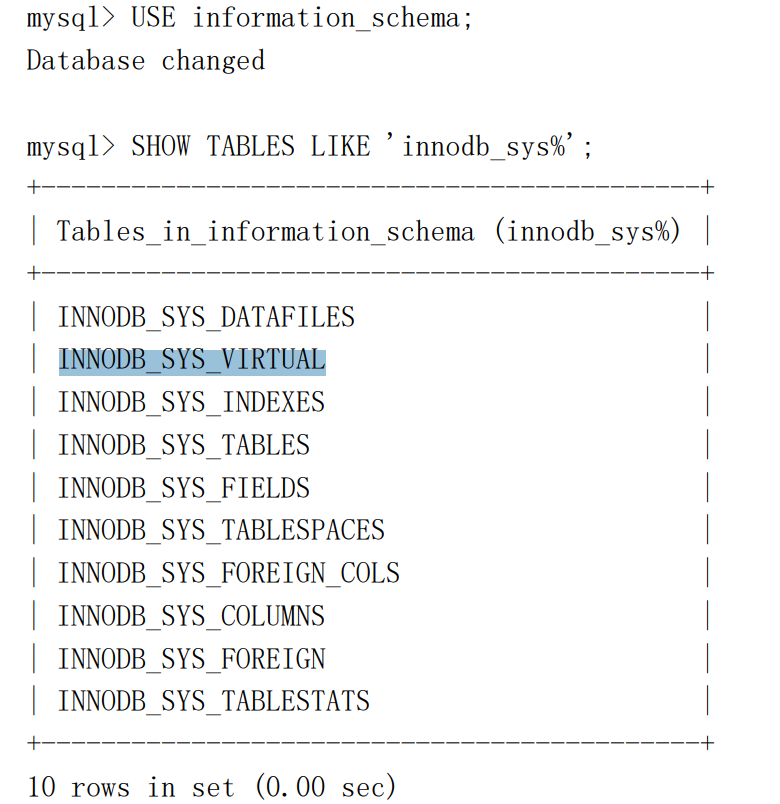 mysql> USE information_schema;
Database changed
mysql> SHOW TABLES LIKE 'innodb_sys%';
+--------------------------------------------+
| Tables_in_information_schema (innodb_sys%) |
+--------------------------------------------+
| INNODB_SYS_DATAFILES                       |
| INNODB_SYS_VIRTUAL                         |
| INNODB_SYS_INDEXES                         |
| INNODB_SYS_TABLES                          |
| INNODB_SYS_FIELDS                          |
| INNODB_SYS_TABLESPACES                     |
| INNODB_SYS_FOREIGN_COLS                    |
| INNODB_SYS_COLUMNS                         |
| INNODB_SYS_FOREIGN                         |
| INNODB_SYS_TABLESTATS                      |
+--------------------------------------------+
10 rows in set (0.00 sec)